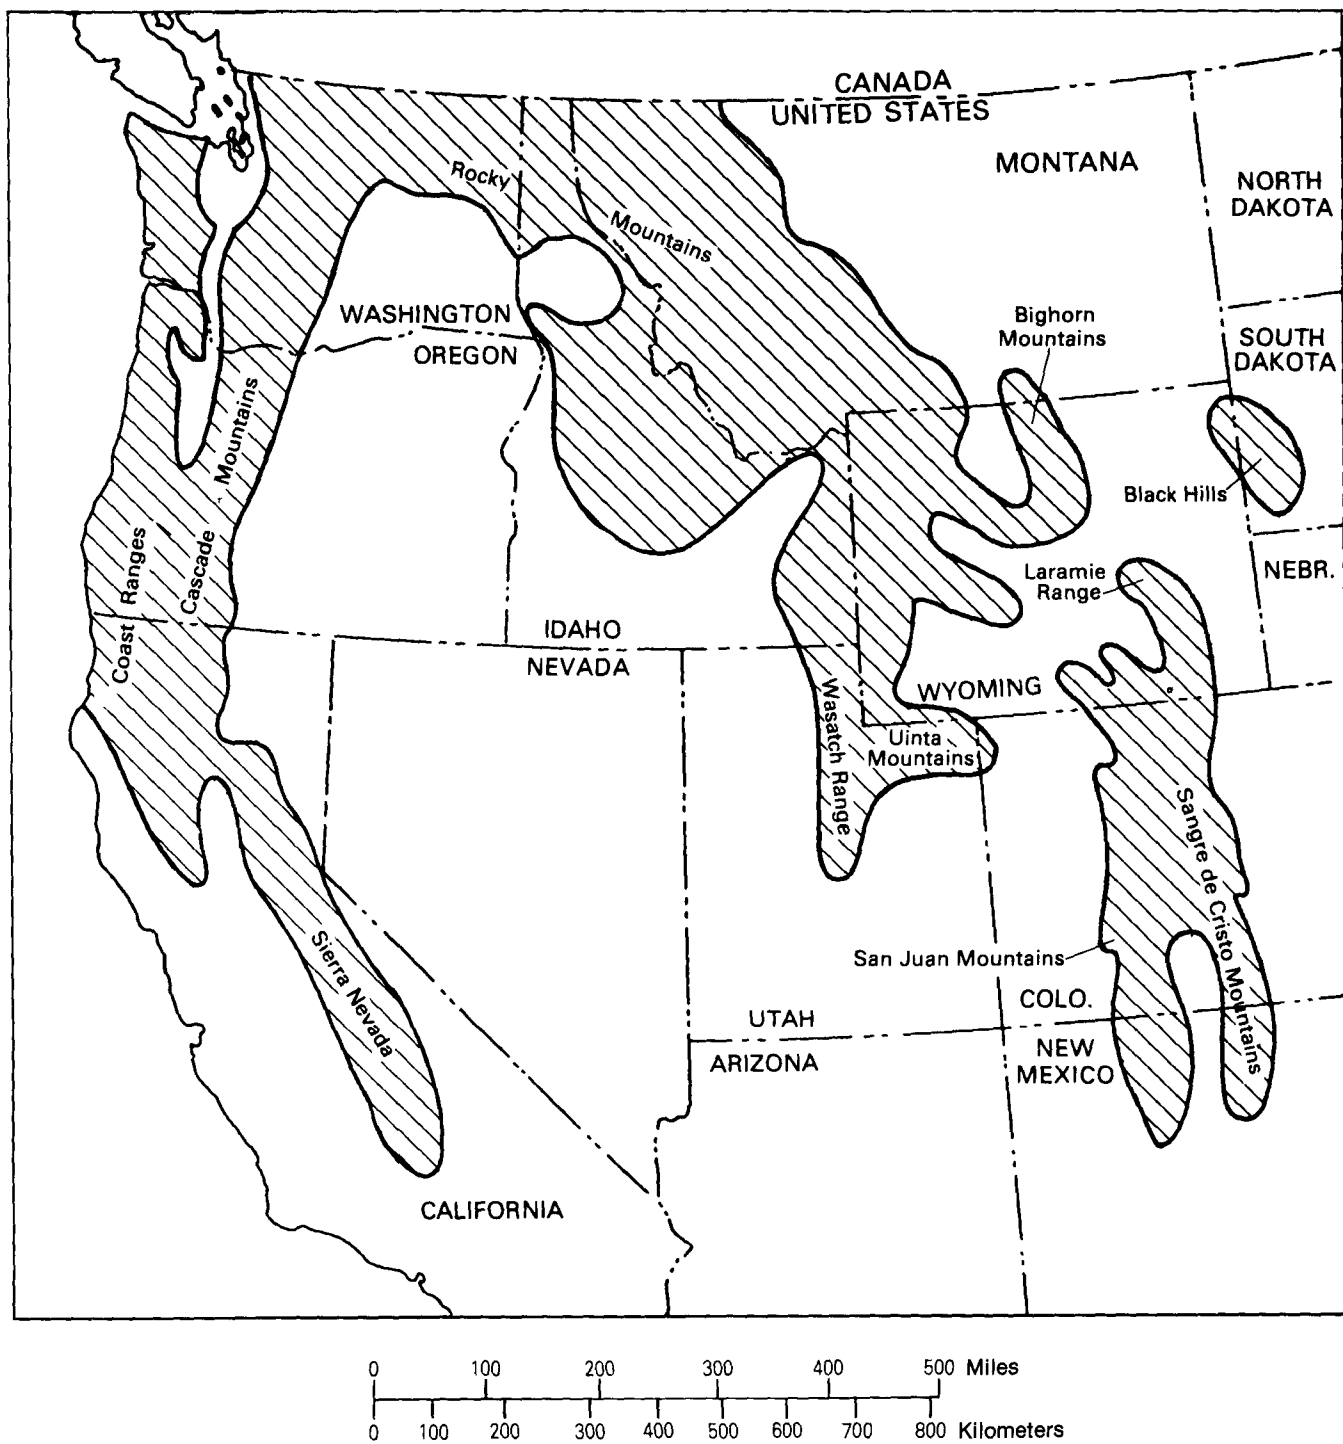 CANADA
UNITED STATES
MONTANA
NORTH
DAKOTA
Rocky
Mountains
WASHINGTON
OREGON
Bighorn
Mountains
SOUTH
DAKOTA
Black Hills
Cascade Mountains
Coast Ranges
Laramie
Range
NEBR.
IDAHO
NEVADA
WYOMING
Wasatch Range
Uinta
Mountains
Sangre de Cristo Mountains
Sierra Nevada
San Juan Mountains
COLO.
UTAH
ARIZONA
NEW
MEXICO
CALIFORNIA
0 100 200 300 400 500 Miles
0 100 200 300 400 500 600 700 800 Kilometers